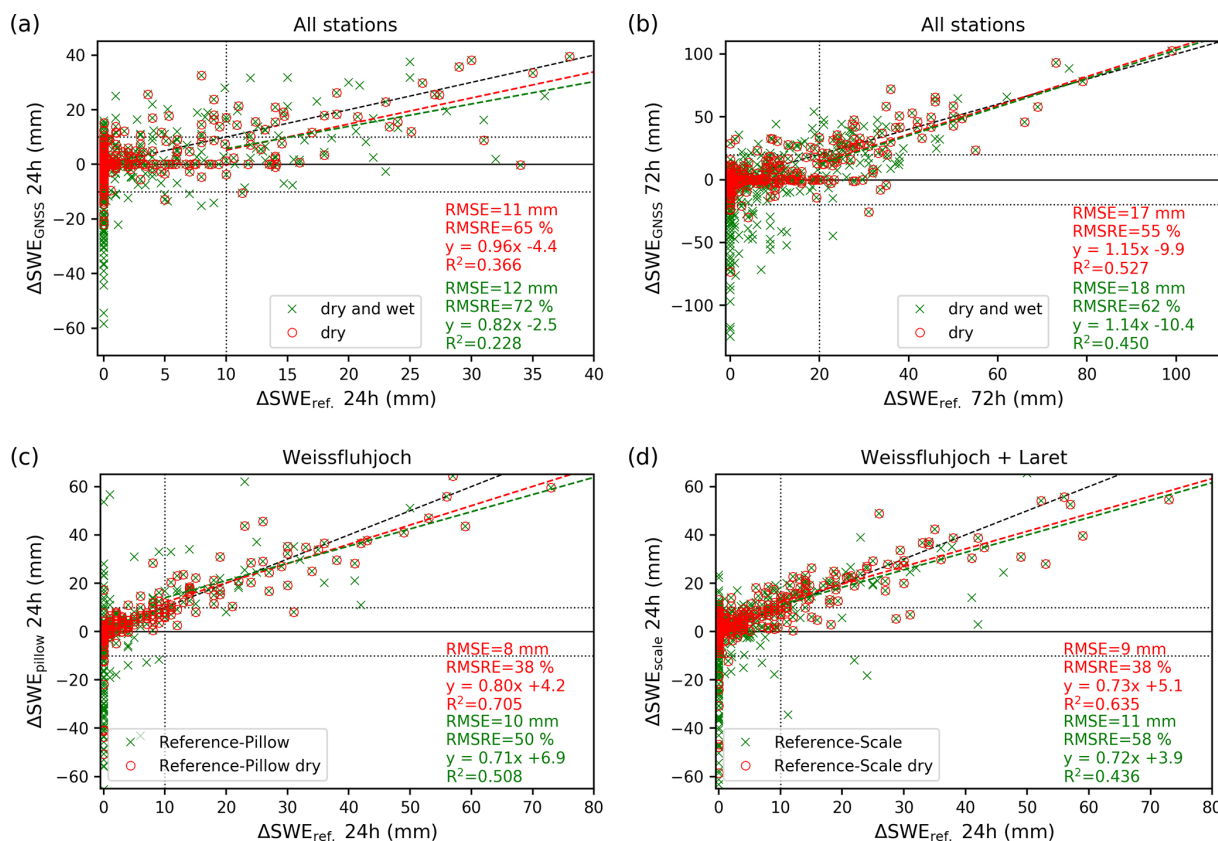 (a)
All stations
ΔSWE_GNSS 24h (mm)
40
20
0
−20
−40
−60
RMSE=11 mm
RMSRE=65 %
y = 0.96x -4.4
R²=0.366
RMSE=12 mm
RMSRE=72 %
y = 0.82x -2.5
R²=0.228
dry and wet
dry
0 5 10 15 20 25 30 35 40
ΔSWE_ref. 24h (mm)
(b)
All stations
ΔSWE_GNSS 72h (mm)
100
50
0
−50
−100
RMSE=17 mm
RMSRE=55 %
y = 1.15x -9.9
R²=0.527
RMSE=18 mm
RMSRE=62 %
y = 1.14x -10.4
R²=0.450
dry and wet
dry
0 20 40 60 80 100
ΔSWE_ref. 72h (mm)
(c)
Weissfluhjoch
ΔSWE_pillow 24h (mm)
60
40
20
0
−20
−40
−60
RMSE=8 mm
RMSRE=38 %
y = 0.80x +4.2
R²=0.705
RMSE=10 mm
RMSRE=50 %
y = 0.71x +6.9
R²=0.508
Reference-Pillow
Reference-Pillow dry
0 10 20 30 40 50 60 70 80
ΔSWE_ref. 24h (mm)
(d)
Weissfluhjoch + Laret
ΔSWE_scale 24h (mm)
60
40
20
0
−20
−40
−60
RMSE=9 mm
RMSRE=38 %
y = 0.73x +5.1
R²=0.635
RMSE=11 mm
RMSRE=58 %
y = 0.72x +3.9
R²=0.436
Reference-Scale
Reference-Scale dry
0 10 20 30 40 50 60 70 80
ΔSWE_ref. 24h (mm)